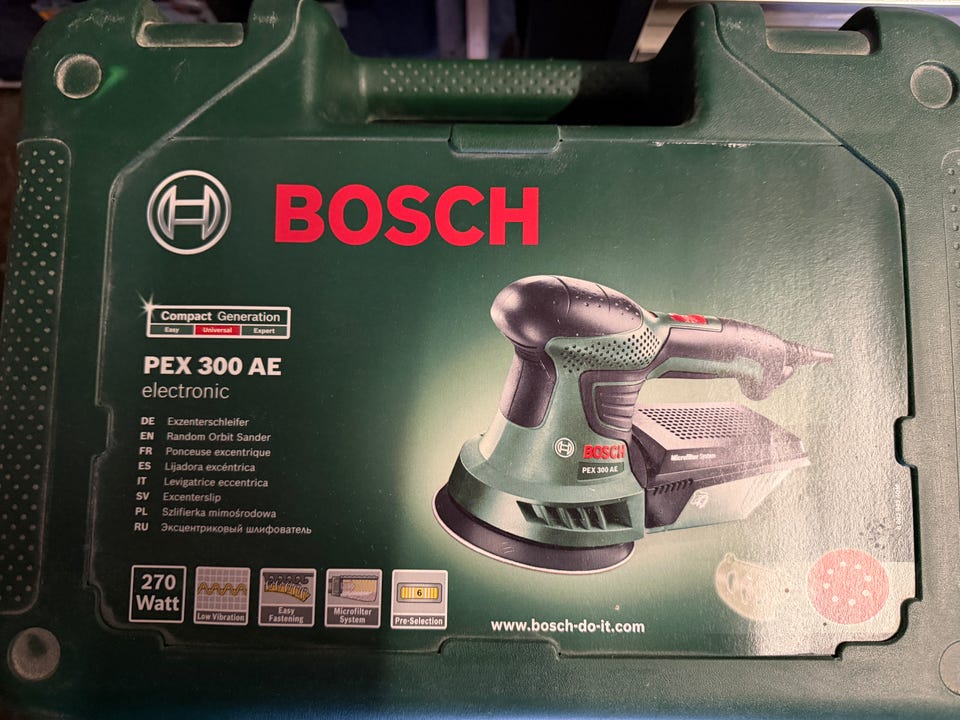 BOSCH
Compact Generation
Easy Universal Expert
PEX 300 AE
electronic
DE Exzenterschleifer
EN Random Orbit Sander
FR Ponceuse excentrique
ES Lijadora excéntrica
IT Levigatrice eccentrica
SV Excenterslip
PL Szlifierka mimośrodowa
RU Эксцентриковый шлифователь
BOSCH
PEX 300 AE
Microfilter System
270
Watt
Low Vibration
Easy
Fastening
Microfilter
System
6
Pre-Selection
www.bosch-do-it.com